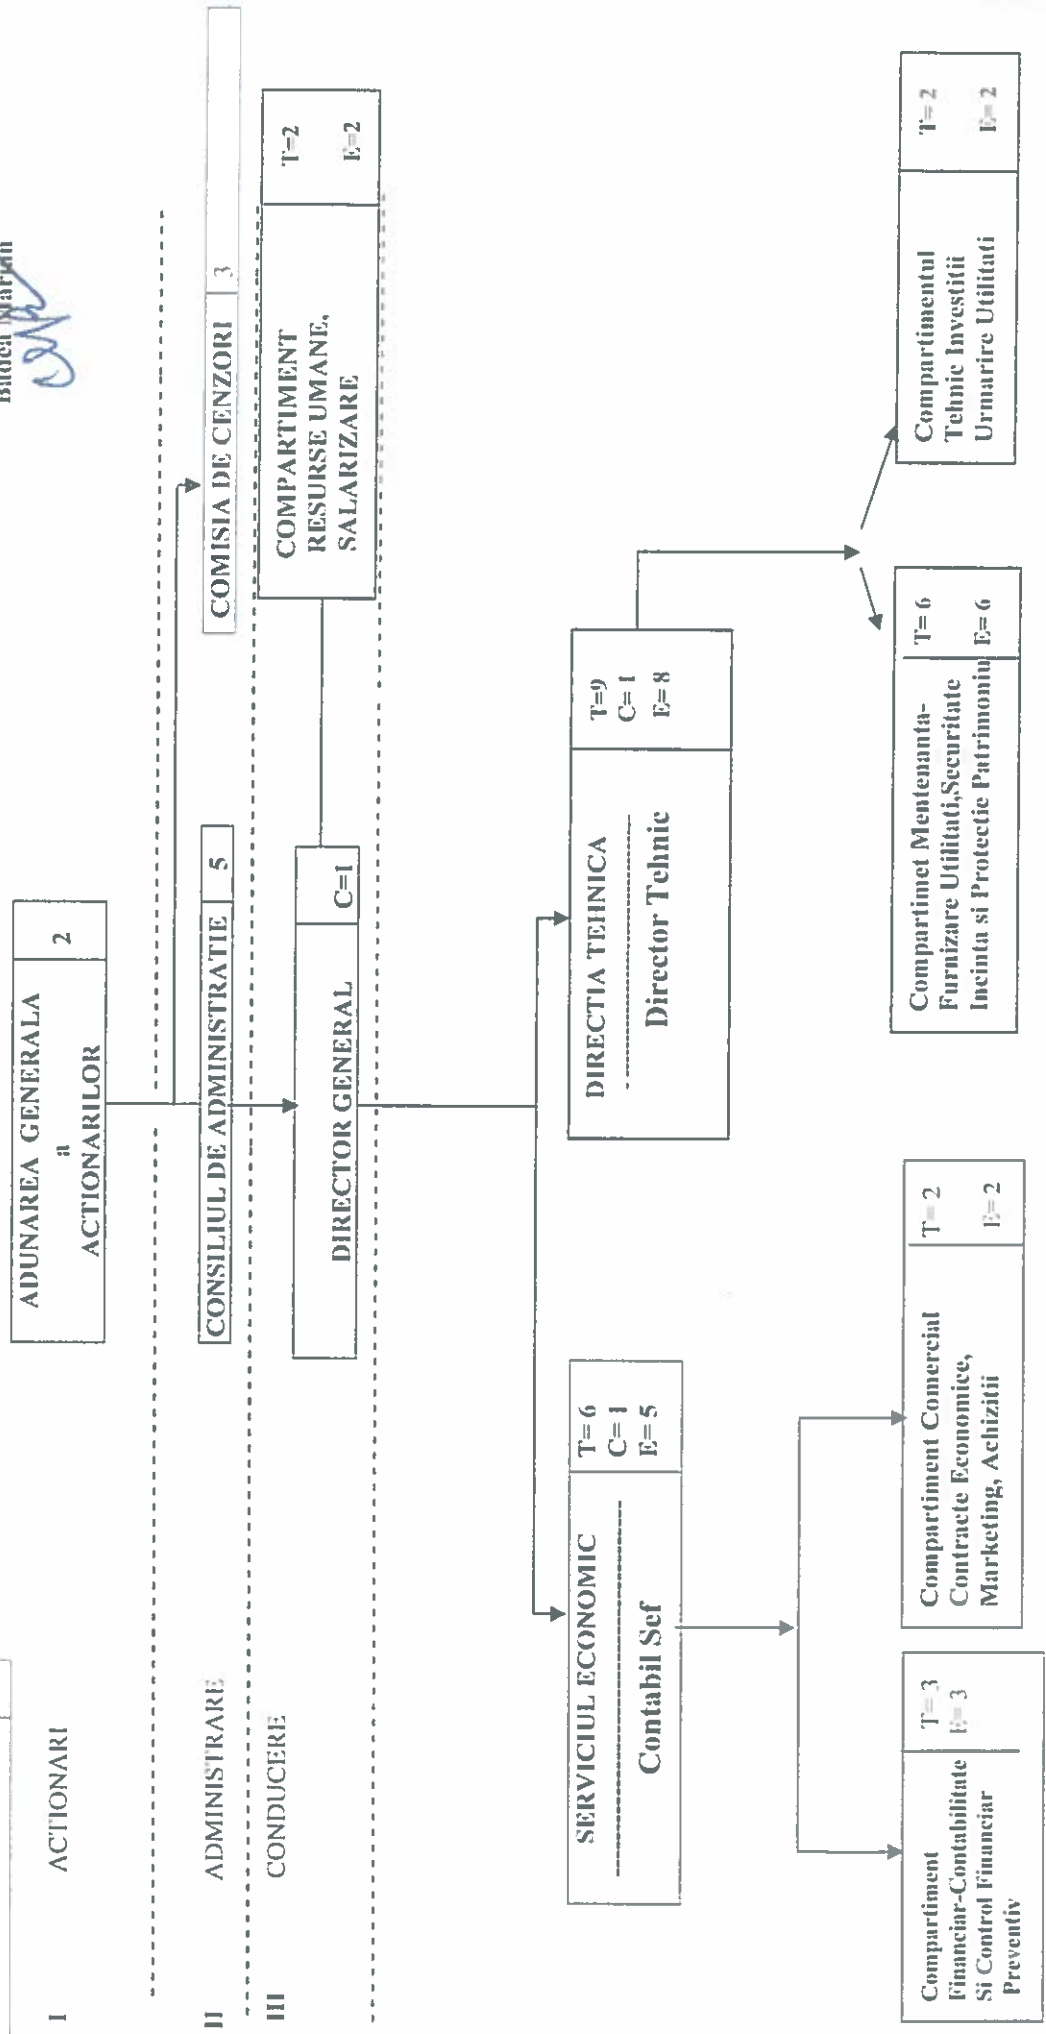 Badea Marian
I ACTIONARI
ADUNAREA GENERALA
a
ACTIONARILOR
2
II ADMINISTRARE
CONSILIUL DE ADMINISTRATIE 5
COMISIA DE CENZORI 3
III CONDUCERE
DIRECTOR GENERAL
C=1
COMPARTIMENT
RESURSE UMANE,
SALARIZARE
T=2
E=2
SERVICIUL ECONOMIC
Contabil Sef
T= 6
C= 1
E= 5
DIRECTIA TEHNICA
Director Tehnic
T=9
C= 1
E= 8
Compartiment
Financiar-Contabilitate
Si Control Financiar
Preventiv
T= 3
E= 3
Compartiment Comercial
Contracte Economice,
Marketing, Achizitii
T= 2
E= 2
Compartimet Mentenanta-
Furnizare Utilitati,Securitate
Incinta si Protectie Patrimoniu
T= 6
E= 6
Compartimentul
Tehnic Investitii
Urmarire Utilitati
T= 2
E= 2